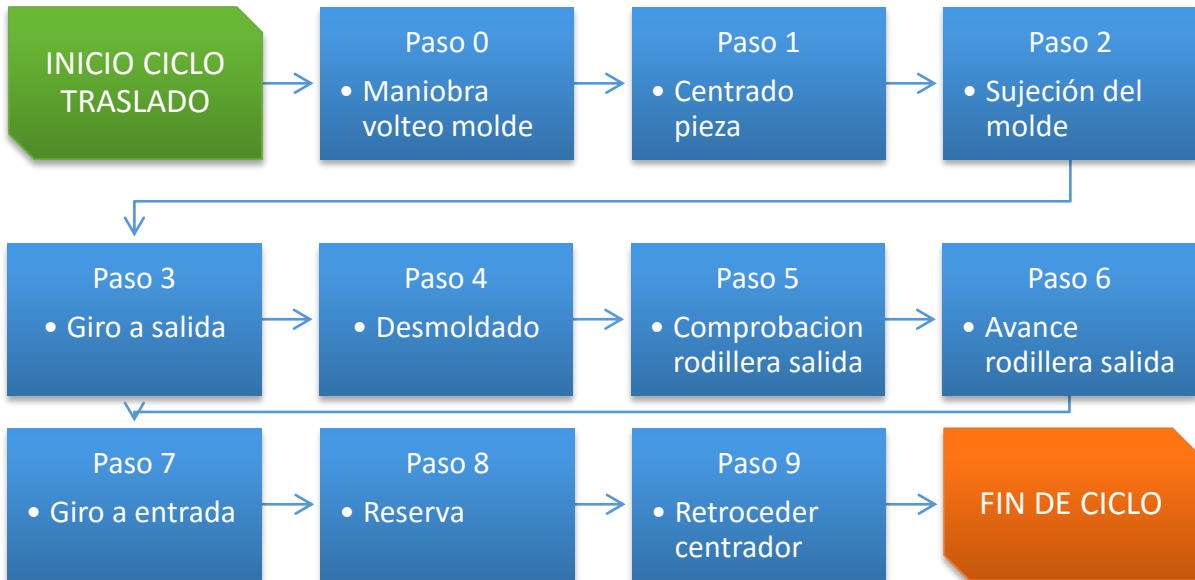 INICIO CICLO
TRASLADO
Paso 0
• Maniobra
volteo molde
Paso 1
• Centrado
pieza
Paso 2
• Sujeción del
molde
Paso 3
• Giro a salida
Paso 4
• Desmoldado
Paso 5
• Comprobacion
rodillera salida
Paso 6
• Avance
rodillera salida
Paso 7
• Giro a entrada
Paso 8
• Reserva
Paso 9
• Retroceder
centrador
FIN DE CICLO